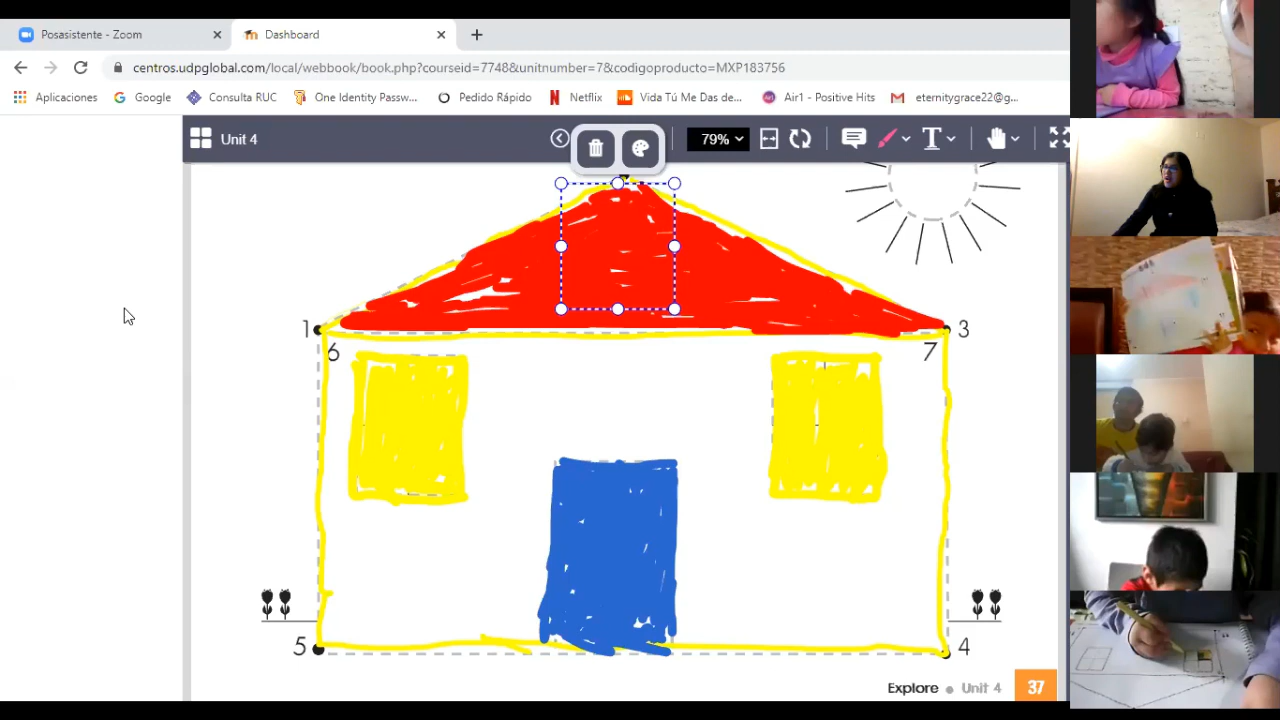 Posasistente - Zoom
Dashboard
centros.udpglobal.com/local/webbook/book.php?courseid=7748&unitnumber=7&codigoproducto=MXP183756
Aplicaciones
Google
Consulta RUC
One Identity Passw...
Pedido Rápido
Netflix
Vida Tú Me Das de...
Air1 - Positive Hits
eternitygrace22@g...
Unit 4
79%
1
3
6
7
5
4
Explore
Unit 4
37